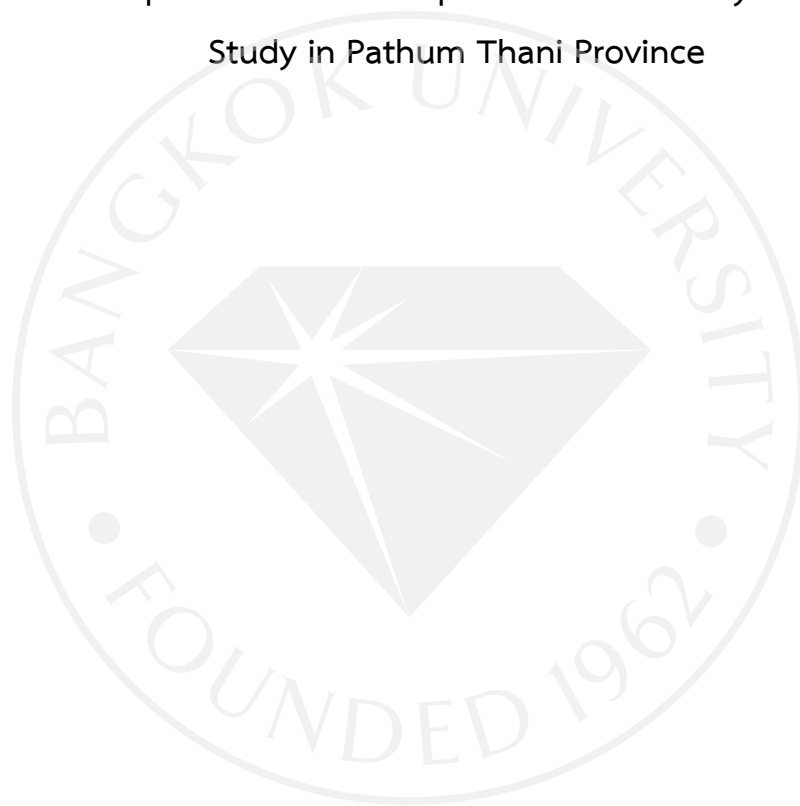 Study in Pathum Thani Province
BANGKOK UNIVERSITY
• FOUNDED 1962 •